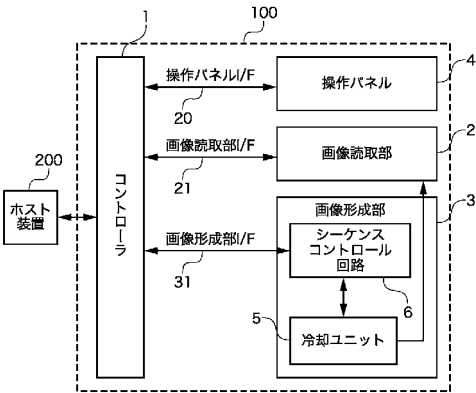 100
1
コントローラ
200
ホスト
装置
操作パネルI/F
20
操作パネル
4
画像読取部I/F
21
画像読取部
2
画像形成部I/F
31
画像形成部
3
シーケンス
コントロール
回路
6
5
冷却ユニット